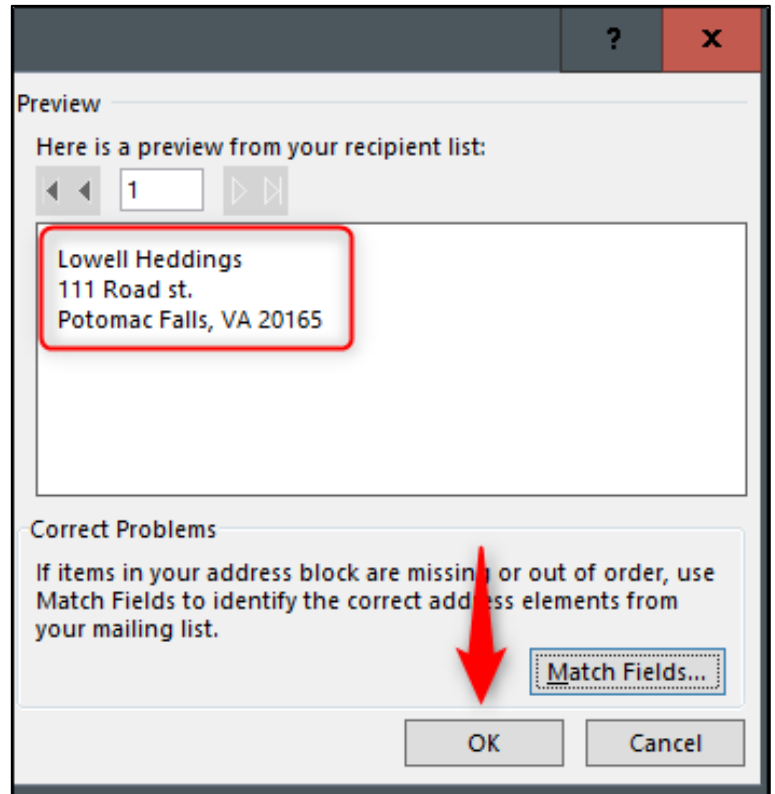 ? x
Preview
Here is a preview from your recipient list:
1
Lowell Heddings
111 Road st.
Potomac Falls, VA 20165
Correct Problems
If items in your address block are missing or out of order, use
Match Fields to identify the correct address elements from
your mailing list.
Match Fields...
OK Cancel